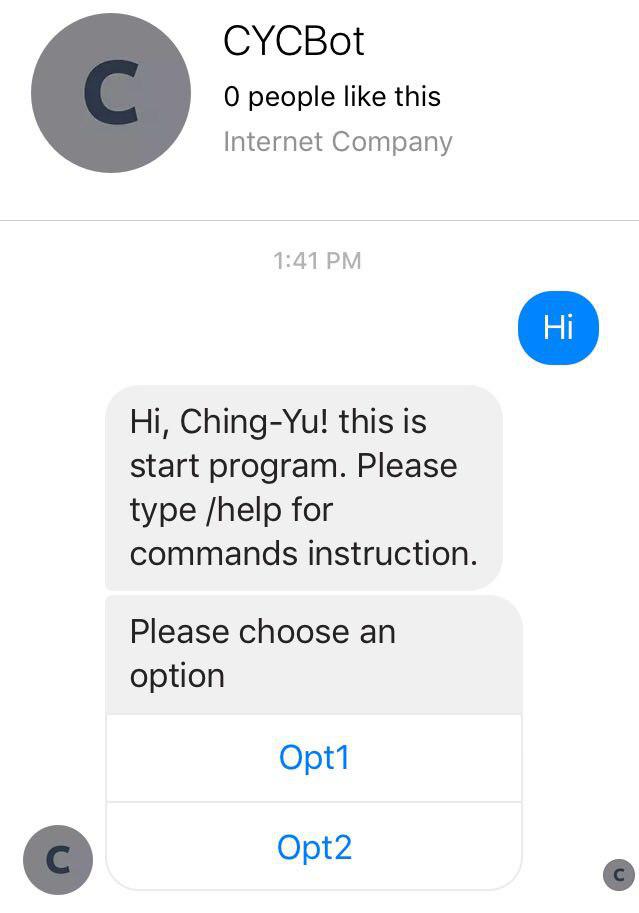 C
CYCBot
0 people like this
Internet Company
1:41 PM
Hi
Hi, Ching-Yu! this is
start program. Please
type /help for
commands instruction.
Please choose an
option
Opt1
Opt2
C
C